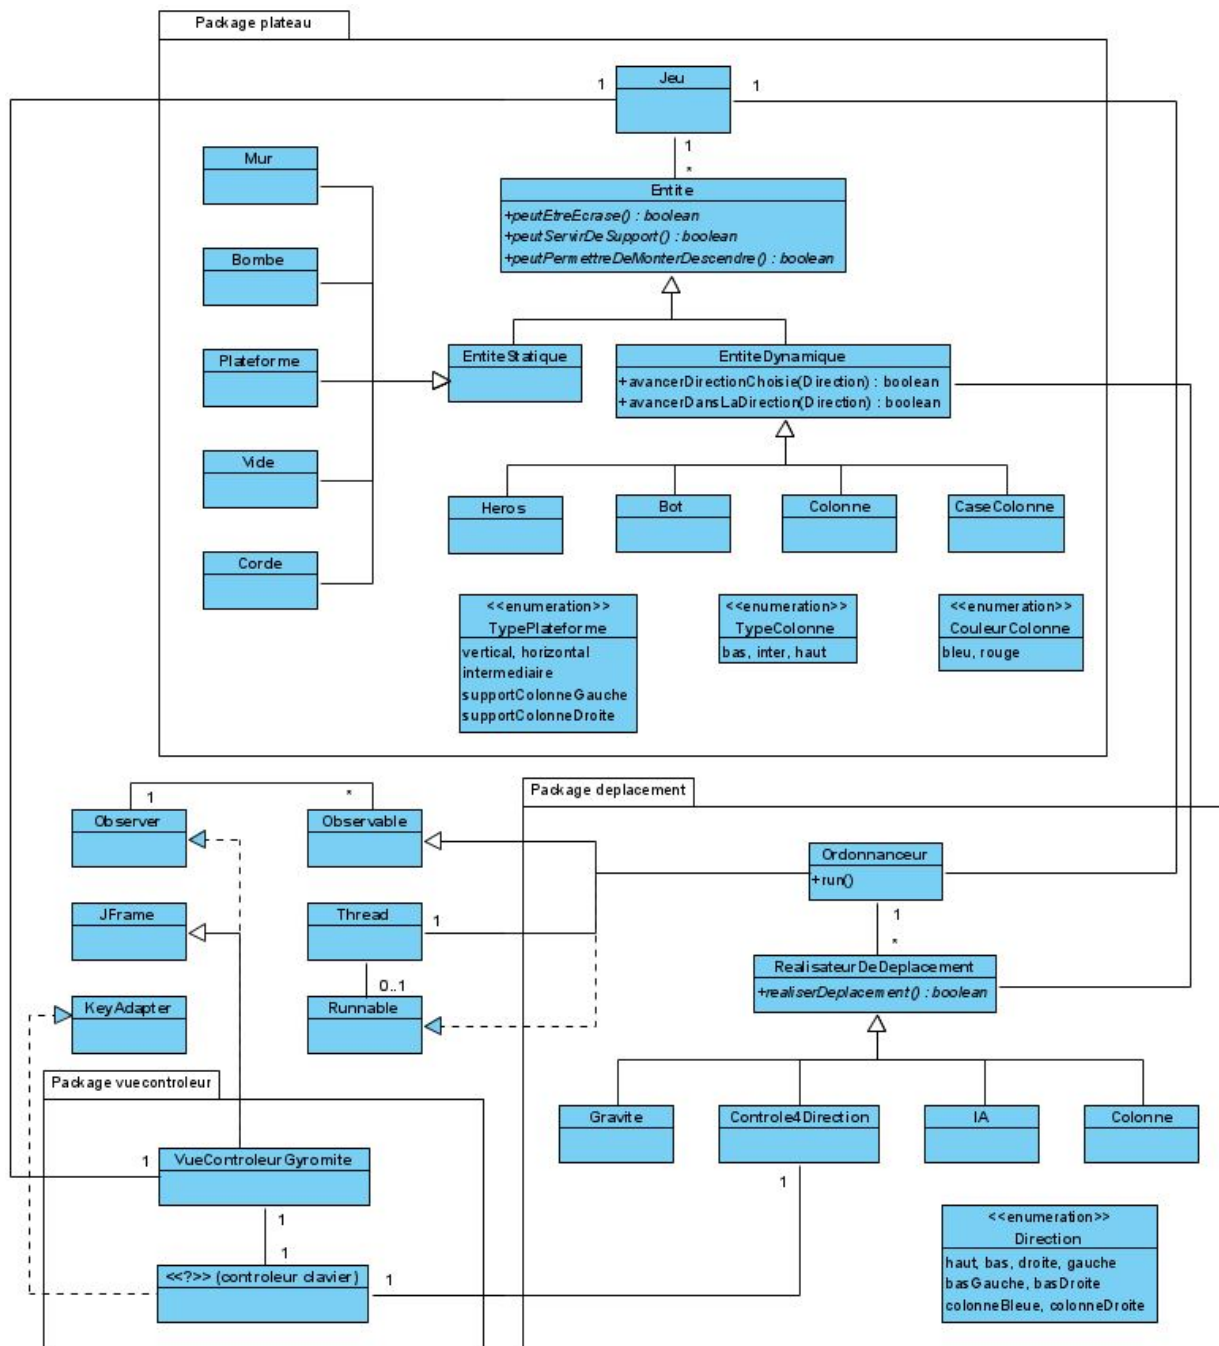 Package plateau
Jeu
1
1
1
*
Mur
Entite
+peutEtreEcrase() : boolean
+peutServirDeSupport() : boolean
+peutPermettreDeMonterDescendre() : boolean
Bombe
Plateforme
EntiteStatique
EntiteDynamique
+avancerDirectionChoisie(Direction) : boolean
+avancerDansLaDirection(Direction) : boolean
Vide
Heros
Bot
Colonne
CaseColonne
Corde
<<enumeration>>
TypePlateforme
vertical, horizontal
intermediaire
supportColonneGauche
supportColonneDroite
<<enumeration>>
TypeColonne
bas, inter, haut
<<enumeration>>
CouleurColonne
bleu, rouge
Package deplacement
1
*
Observer
Observable
Ordonnanceur
+run()
JFrame
Thread
1
1
*
RealisateurDeDeplacement
+realiserDeplacement() : boolean
0..1
KeyAdapter
Runnable
Package vuecontroleur
Gravite
Controle4Direction
IA
Colonne
VueControleurGyromite
1
1
1
1
<<?>> (controleur clavier)
1
<<enumeration>>
Direction
haut, bas, droite, gauche
basGauche, basDroite
colonneBleue, colonneDroite